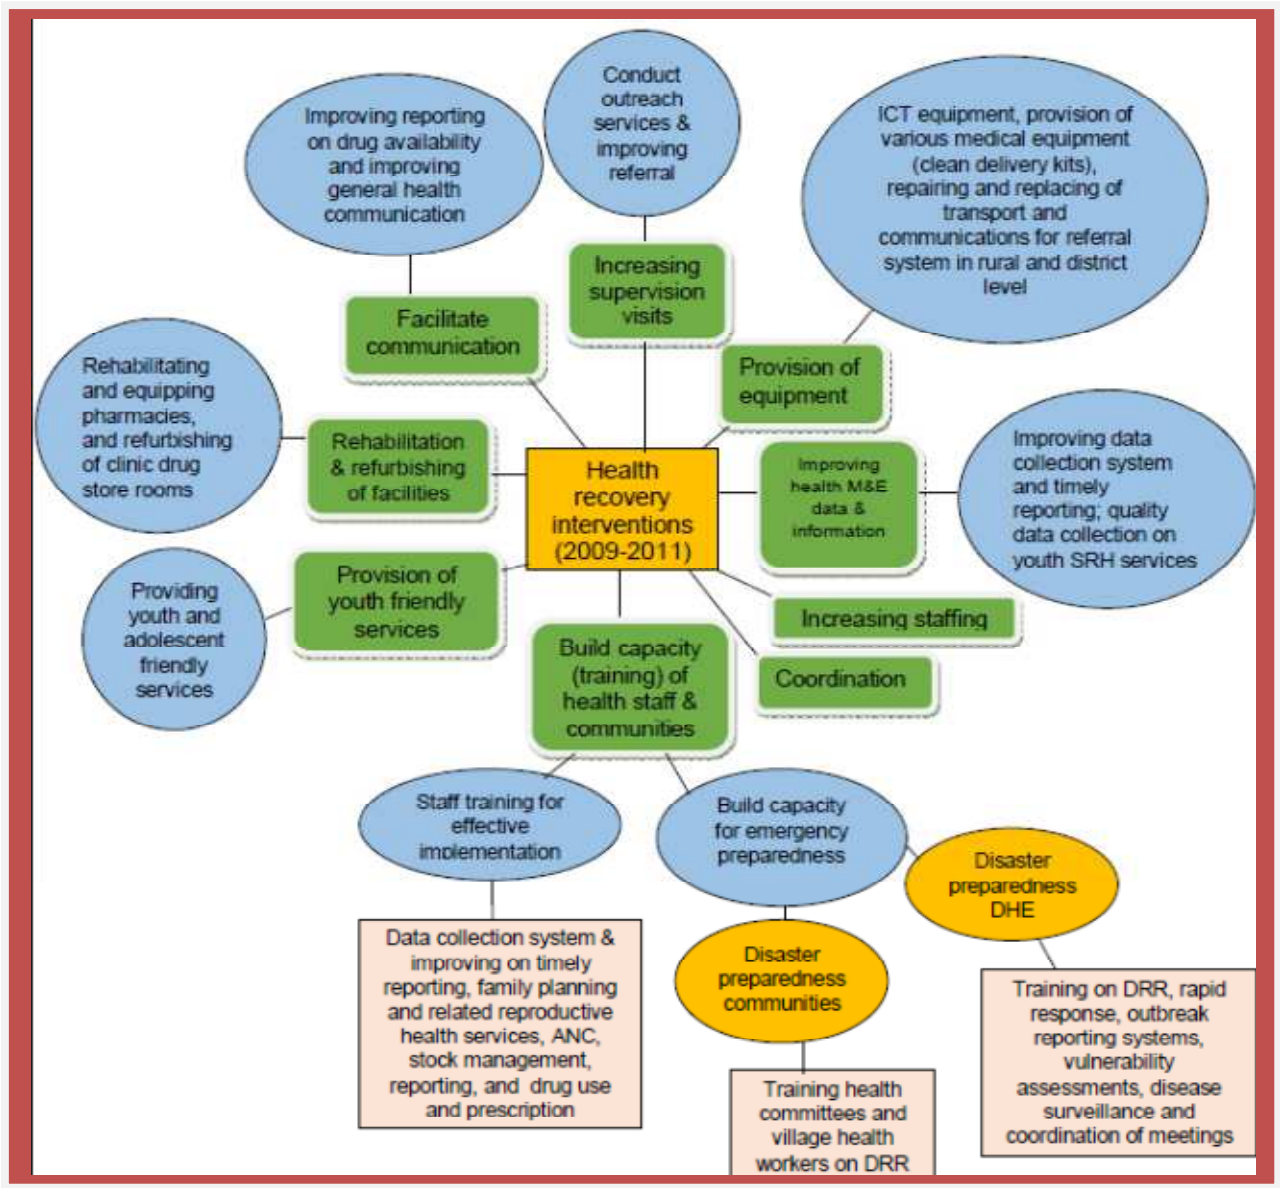 Conduct
outreach
services &
improving
referral
Improving reporting
on drug availability
and improving
general health
communication
ICT equipment, provision of
various medical equipment
(clean delivery kits),
repairing and replacing of
transport and
communications for referral
system in rural and district
level
Increasing
supervision
visits
Facilitate
communication
Provision of
equipment
Rehabilitating
and equipping
pharmacies,
and refurbishing
of clinic drug
store rooms
Rehabilitation
& refurbishing
of facilities
Health
recovery
interventions
(2009-2011)
Improving
health M&E
data &
information
Improving data
collection system
and timely
reporting; quality
data collection on
youth SRH services
Provision of
youth friendly
services
Providing
youth and
adolescent
friendly
services
Increasing staffing
Build capacity
(training) of
health staff &
communities
Coordination
Staff training for
effective
implementation
Build capacity
for emergency
preparedness
Disaster
preparedness
DHE
Data collection system &
improving on timely
reporting, family planning
and related reproductive
health services, ANC,
stock management,
reporting, and drug use
and prescription
Disaster
preparedness
communities
Training on DRR, rapid
response, outbreak
reporting systems,
vulnerability
assessments, disease
surveillance and
coordination of meetings
Training health
committees and
village health
workers on DRR